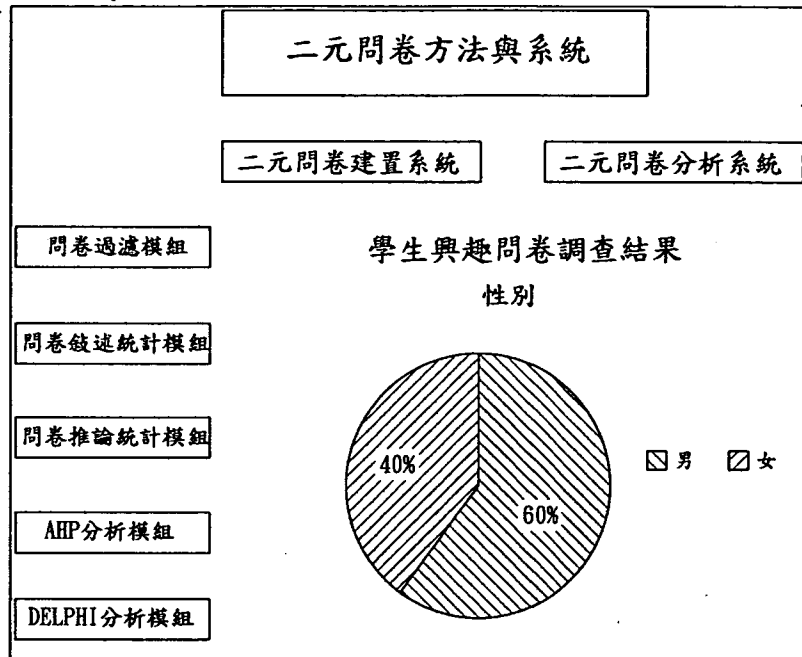 二元問卷方法與系統
二元問卷建置系統
二元問卷分析系統
問卷過濾模組
學生興趣問卷調查結果
性別
問卷敍述統計模組
問卷推論統計模組
40%
60%
男
女
AHP分析模組
DELPHI分析模組